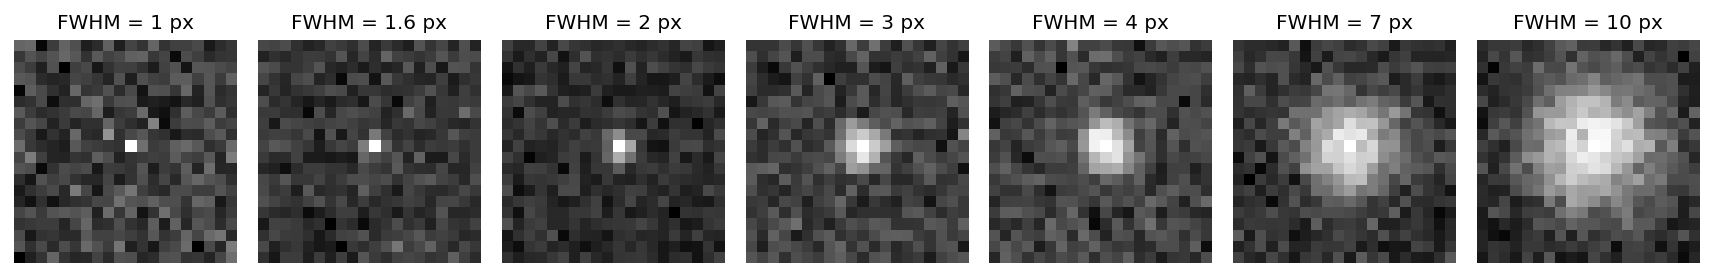 FWHM = 1 px
FWHM = 1.6 px
FWHM = 2 px
FWHM = 3 px
FWHM = 4 px
FWHM = 7 px
FWHM = 10 px